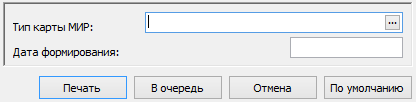 Тип карты МИР:
...
Дата формирования:
Печать В очередь Отмена По умолчанию